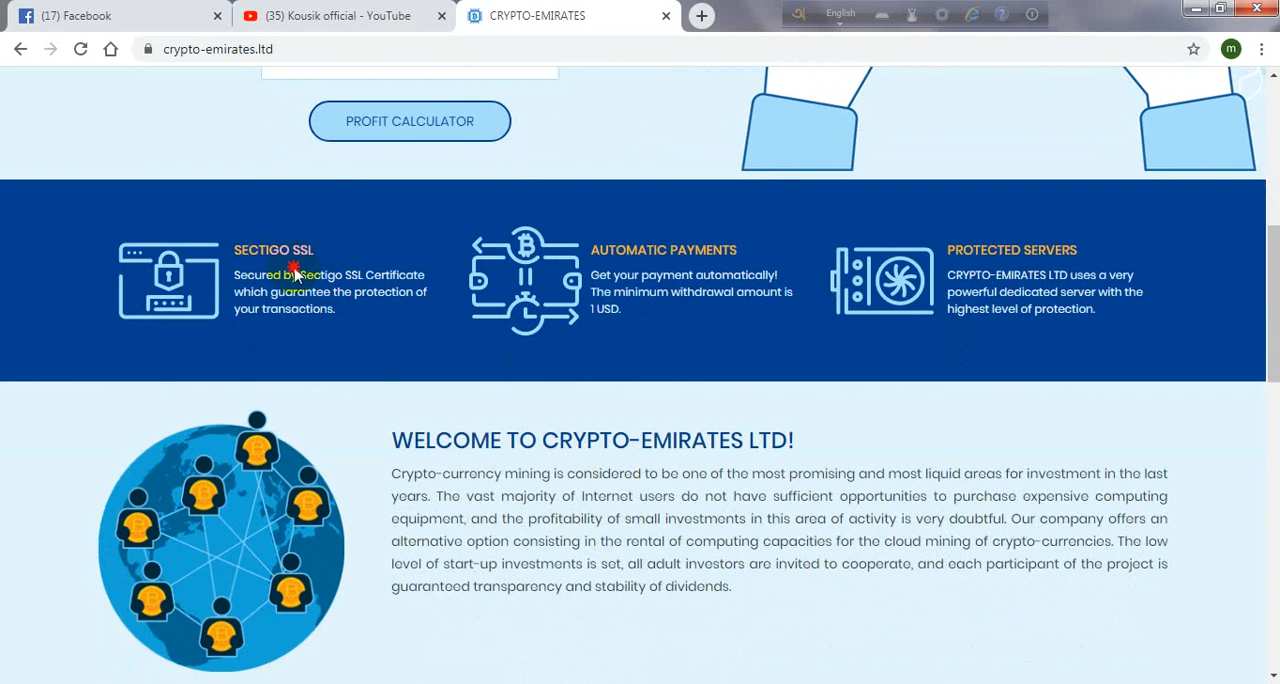 (17) Facebook
(35) Kousik official - YouTube
CRYPTO-EMIRATES
English
crypto-emirates.ltd
m
PROFIT CALCULATOR
SECTIGO SSL
Secured by Sectigo SSL Certificate
which guarantee the protection of
your transactions.
AUTOMATIC PAYMENTS
Get your payment automatically!
The minimum withdrawal amount is
1 USD.
PROTECTED SERVERS
CRYPTO-EMIRATES LTD uses a very
powerful dedicated server with the
highest level of protection.
WELCOME TO CRYPTO-EMIRATES LTD!
Crypto-currency mining is considered to be one of the most promising and most liquid areas for investment in the last
years. The vast majority of Internet users do not have sufficient opportunities to purchase expensive computing
equipment, and the profitability of small investments in this area of activity is very doubtful. Our company offers an
alternative option consisting in the rental of computing capacities for the cloud mining of crypto-currencies. The low
level of start-up investments is set, all adult investors are invited to cooperate, and each participant of the project is
guaranteed transparency and stability of dividends.